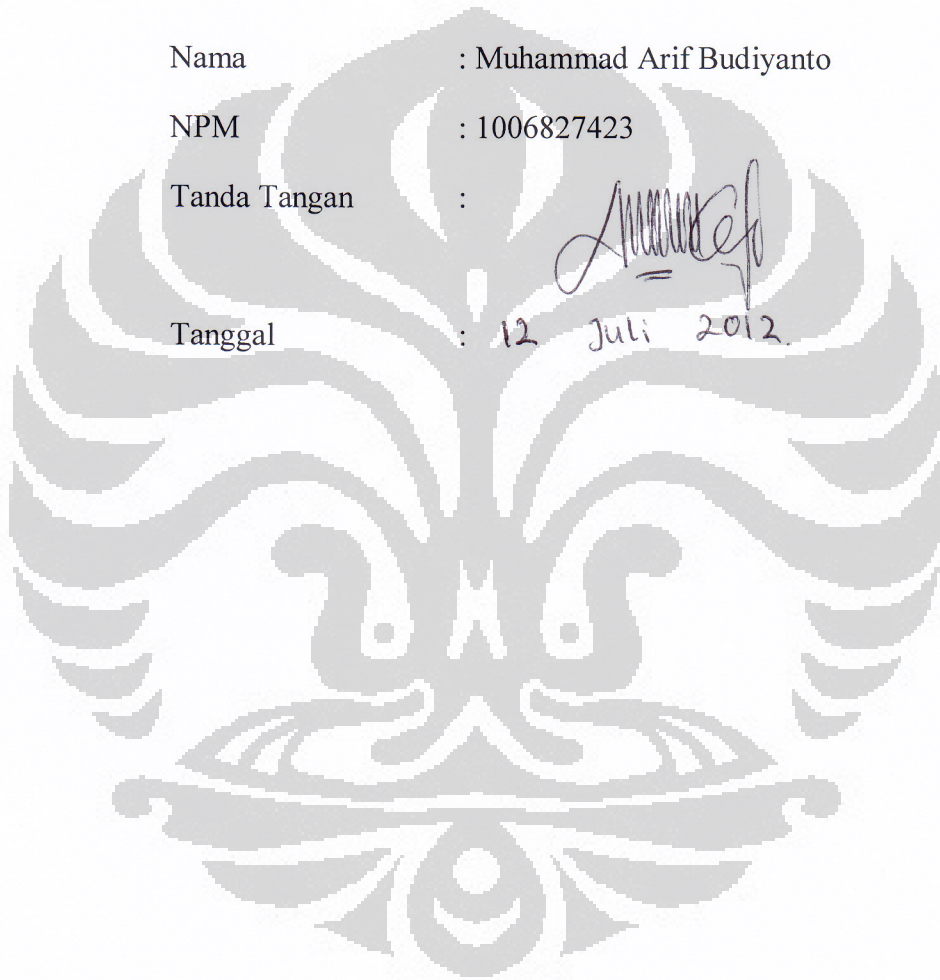 Nama : Muhammad Arif Budiyanto
NPM : 1006827423
Tanda Tangan :
Tanggal : 12 Juli 2012.